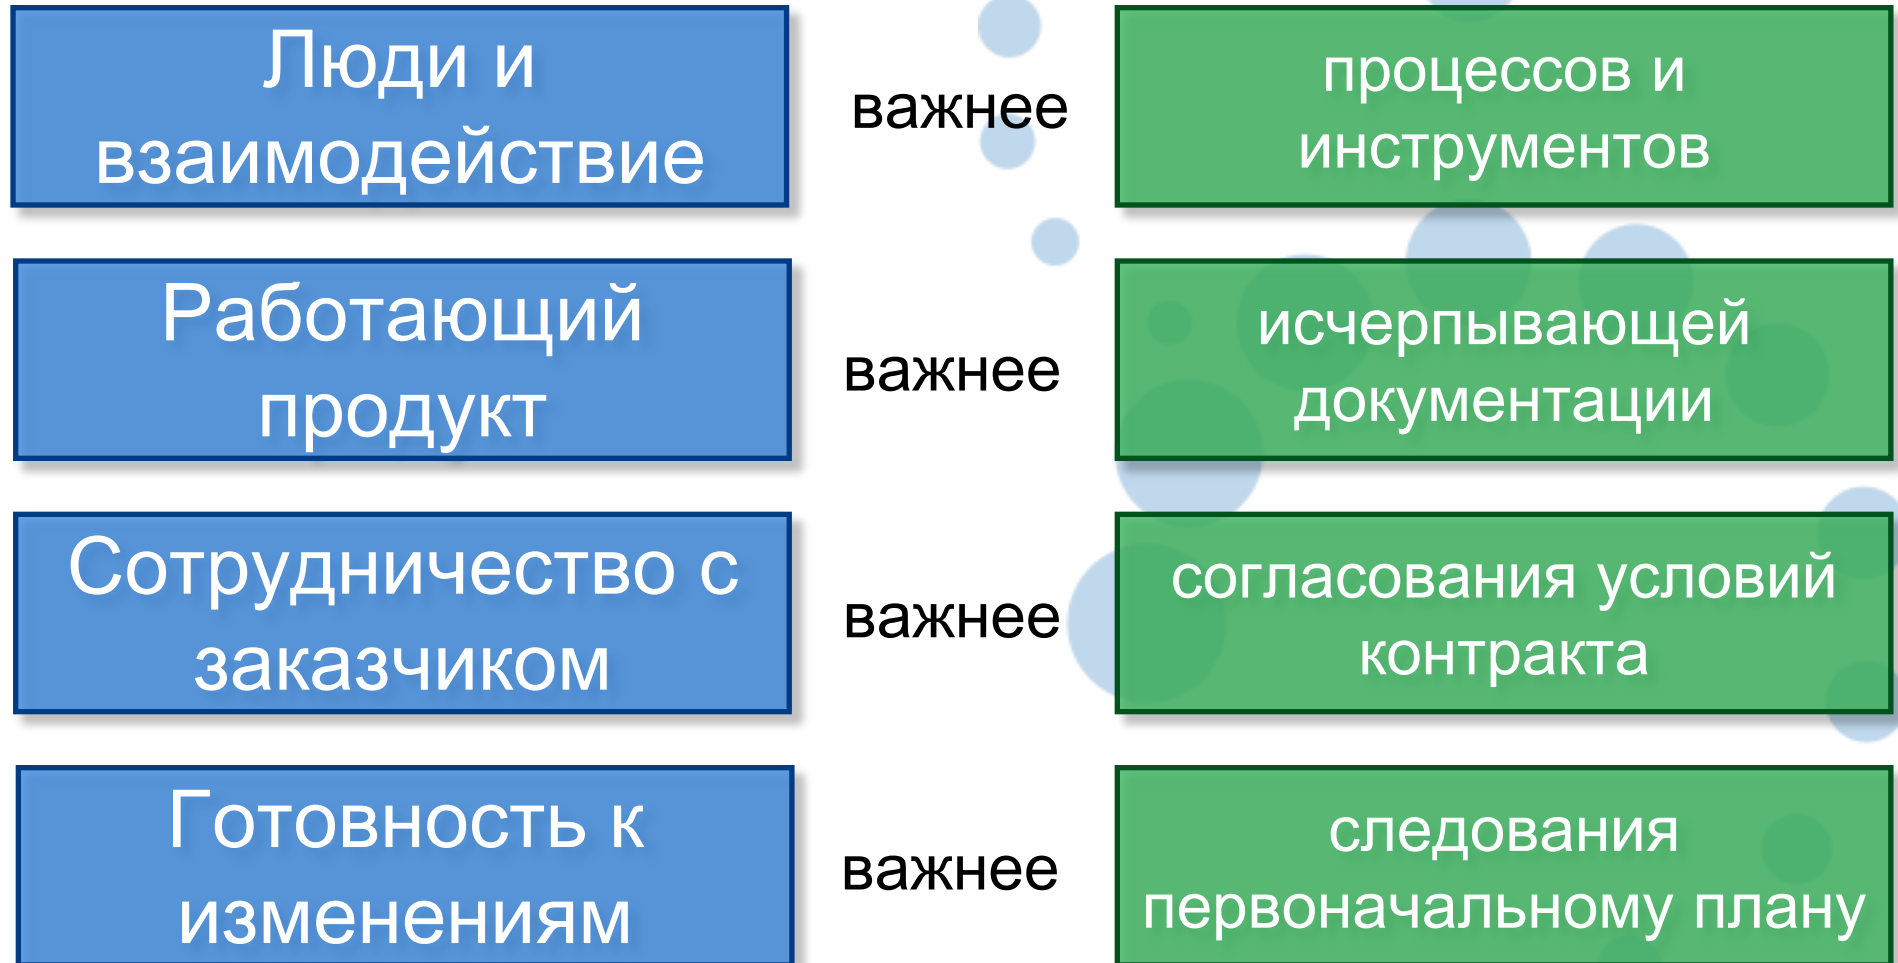 Люди и
взаимодействие
важнее
процессов и
инструментов
Работающий
продукт
важнее
исчерпывающей
документации
Сотрудничество с
заказчиком
важнее
согласования условий
контракта
Готовность к
изменениям
важнее
следования
первоначальному плану